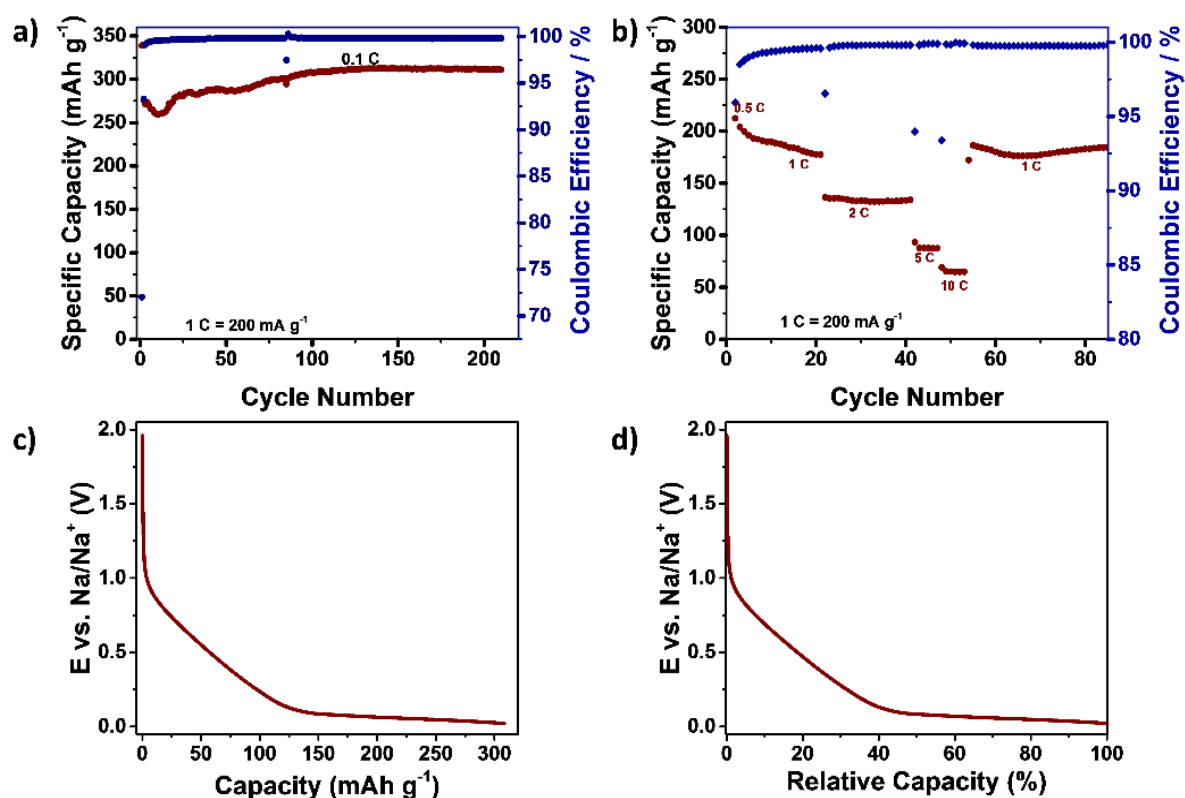 a)
Specific Capacity (mAh g⁻¹)
350
300
250
200
150
100
50
0
0.1 C
1 C = 200 mA g⁻¹
0
50
100
150
200
Cycle Number
100
95
90
85
80
75
70
Coulombic Efficiency / %
b)
Specific Capacity (mAh g⁻¹)
300
250
200
150
100
50
0
0.5 C
1 C
2 C
5 C
10 C
1 C
1 C = 200 mA g⁻¹
0
20
40
60
80
Cycle Number
100
95
90
85
80
Coulombic Efficiency / %
c)
E vs. Na/Na⁺ (V)
2.0
1.5
1.0
0.5
0.0
0
50
100
150
200
250
300
Capacity (mAh g⁻¹)
d)
E vs. Na/Na⁺ (V)
2.0
1.5
1.0
0.5
0.0
0
20
40
60
80
100
Relative Capacity (%)